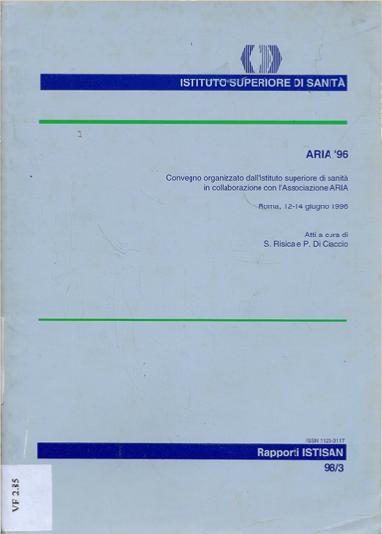 ISTITUTO SUPERIORE DI SANITÀ
ARIA '96
Convegno organizzato dall'Istituto superiore di sanità
in collaborazione con l'Associazione ARIA
Roma, 12-14 giugno 1996
Atti a cura di
S. Risica e P. Di Ciaccio
ISSN 1123-3117
Rapporti ISTISAN
98/3
VF 2.85